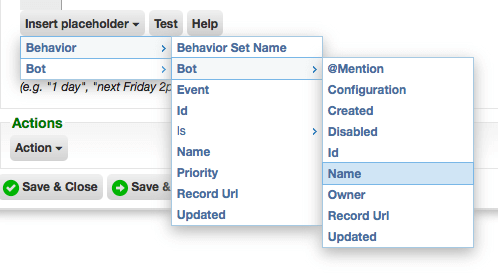 Insert placeholder Test Help
Behavior
Bot
(e.g. "1 day", "next Friday 2p
Behavior Set Name
Bot
Event
Id
Is
Name
Priority
Record Url
Updated
@Mention
Configuration
Created
Disabled
Id
Name
Owner
Record Url
Updated
Actions
Action
Save & Close
Save &